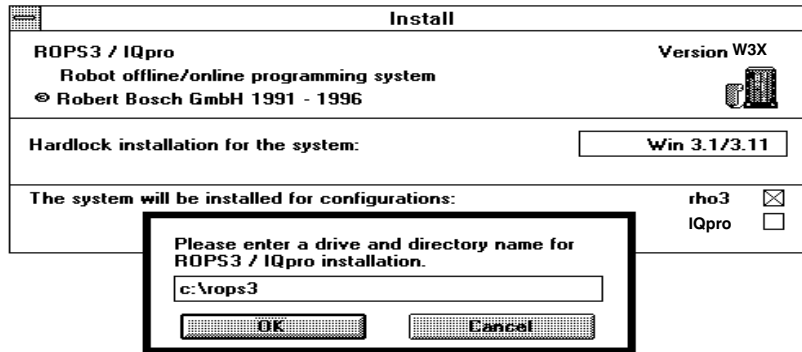 Install
ROPS3 / IQpro
Version W3X
Robot offline/online programming system
© Robert Bosch GmbH 1991 - 1996
Hardlock installation for the system:
Win 3.1/3.11
The system will be installed for configurations:
rho3
IQpro
Please enter a drive and directory name for
ROPS3 / IQpro installation.
c:\rops3
OK
Cancel